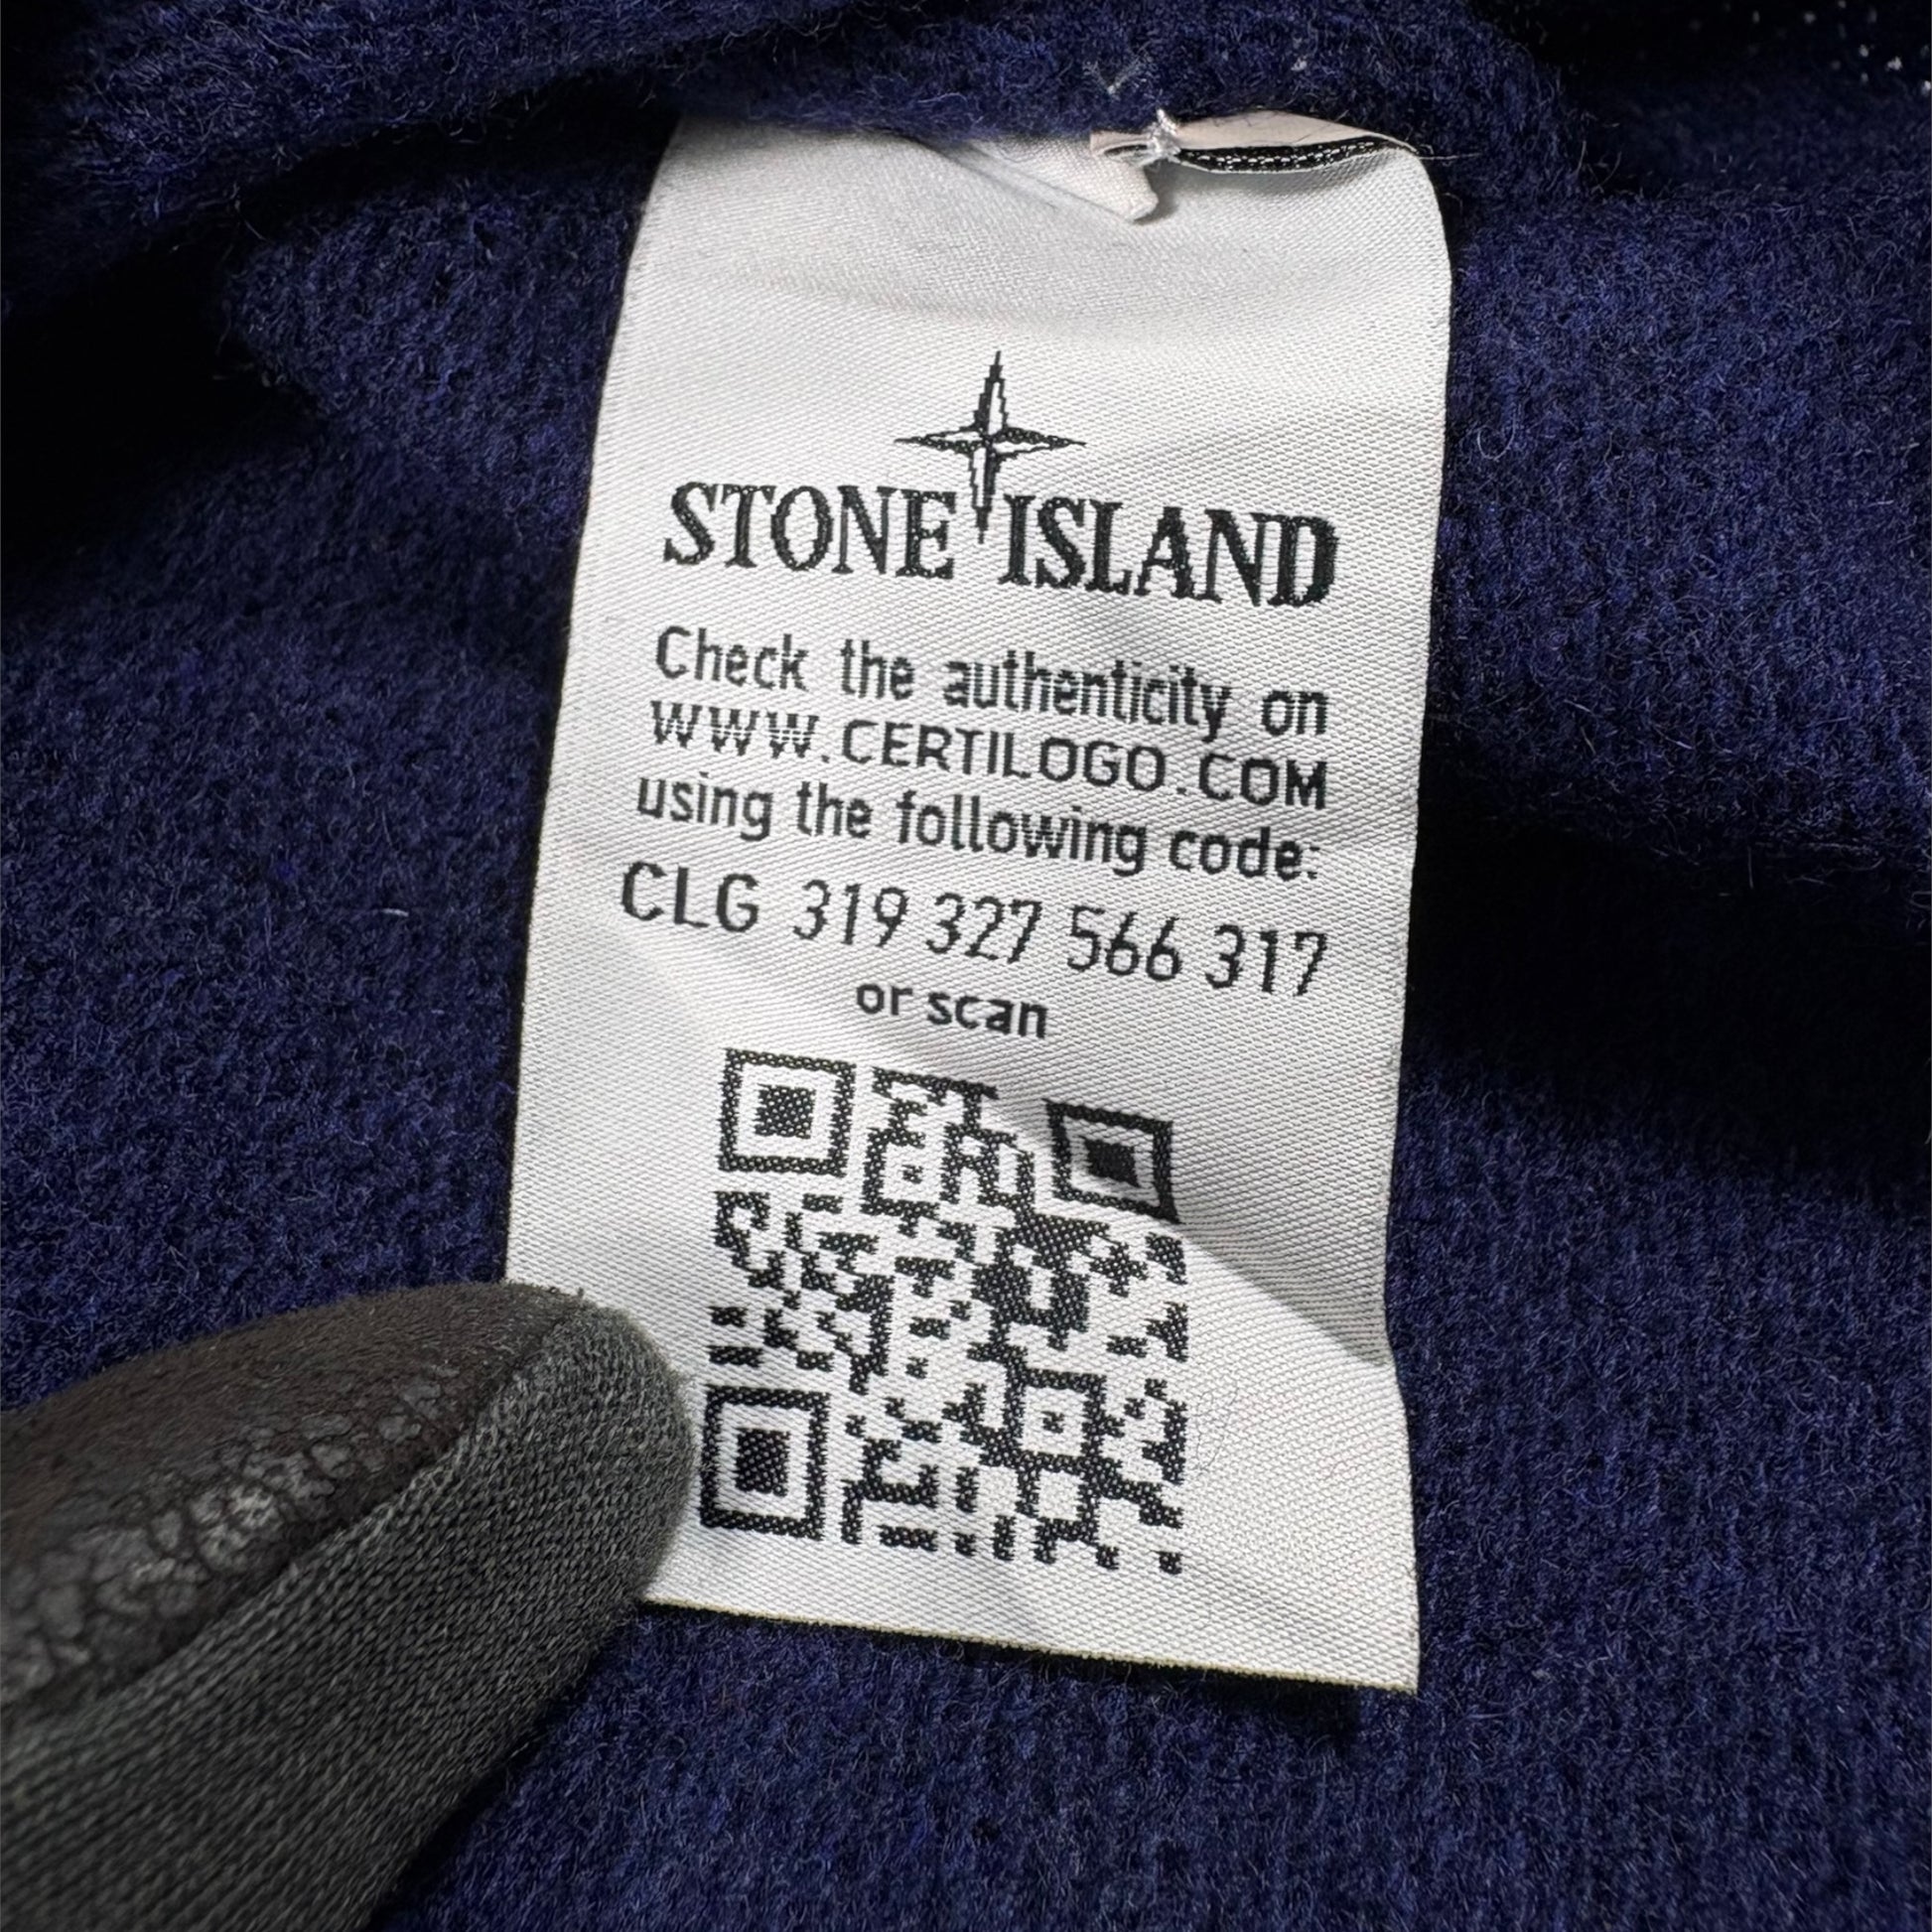 STONE ISLAND
Check the authenticity on
WWW.CERTILOGO.COM
using the following code:
CLG 319 327 566 317
or scan